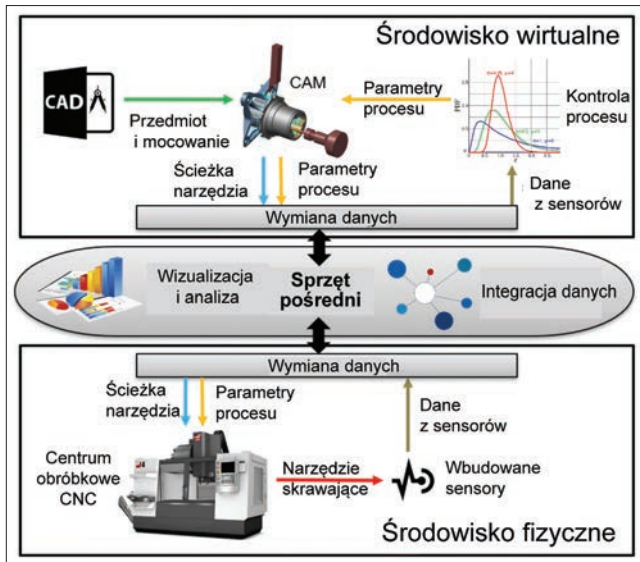 Środowisko wirtualne
CAD
CAM
Przedmiot
i mocowanie
Parametry
procesu
Kontrola
procesu
Ścieżka
narzędzia
Parametry
procesu
Dane
z sensorów
Wymiana danych
Wizualizacja
i analiza
Sprzęt
pośredni
Integracja danych
Wymiana danych
Ścieżka
narzędzia
Parametry
procesu
Dane
z sensorów
Centrum
obróbkowe
CNC
Narzędzie
skrawające
Wbudowane
sensory
Środowisko fizyczne